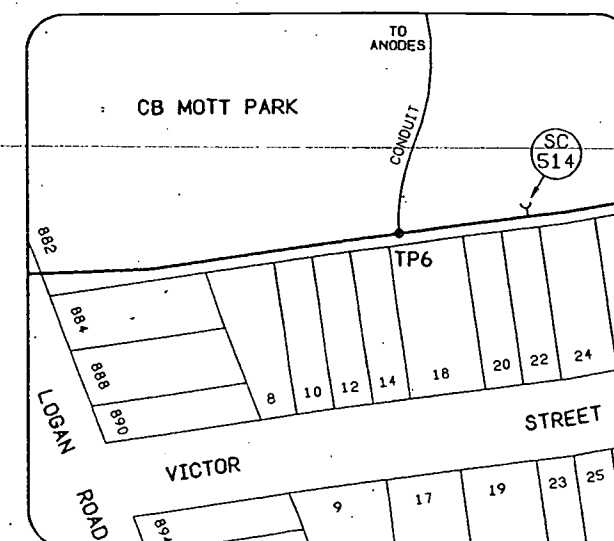 TO
ANODES
CB MOTT PARK
CONDUIT
SC
514
882
TP6
884
888
890
8
10
12
14
18
20
22
24
LOGAN
ROAD
VICTOR
STREET
894
9
17
19
23
25